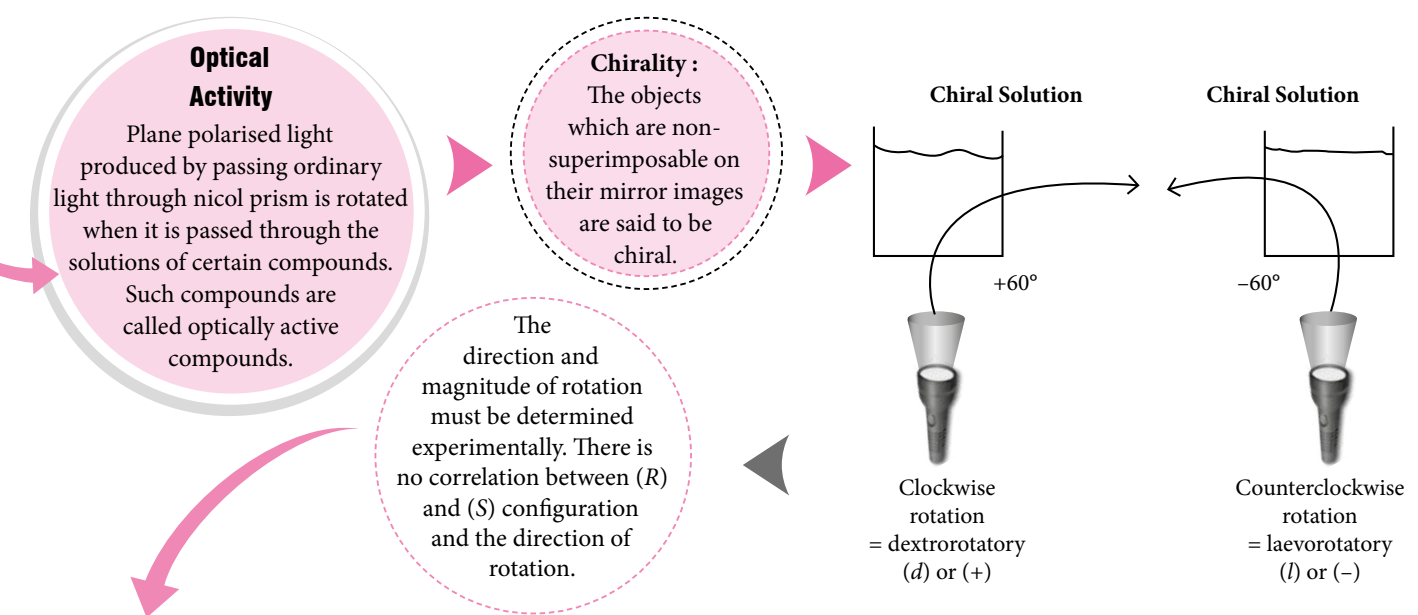 Optical
Activity
Plane polarised light
produced by passing ordinary
light through nicol prism is rotated
when it is passed through the
solutions of certain compounds.
Such compounds are
called optically active
compounds.
Chirality :
The objects
which are non-
superimposable on
their mirror images
are said to be
chiral.
Chiral Solution
+60°
Clockwise
rotation
= dextrorotatory
(d) or (+)
Chiral Solution
–60°
Counterclockwise
rotation
= laevorotatory
(l) or (–)
The
direction and
magnitude of rotation
must be determined
experimentally. There is
no correlation between (R)
and (S) configuration
and the direction of
rotation.